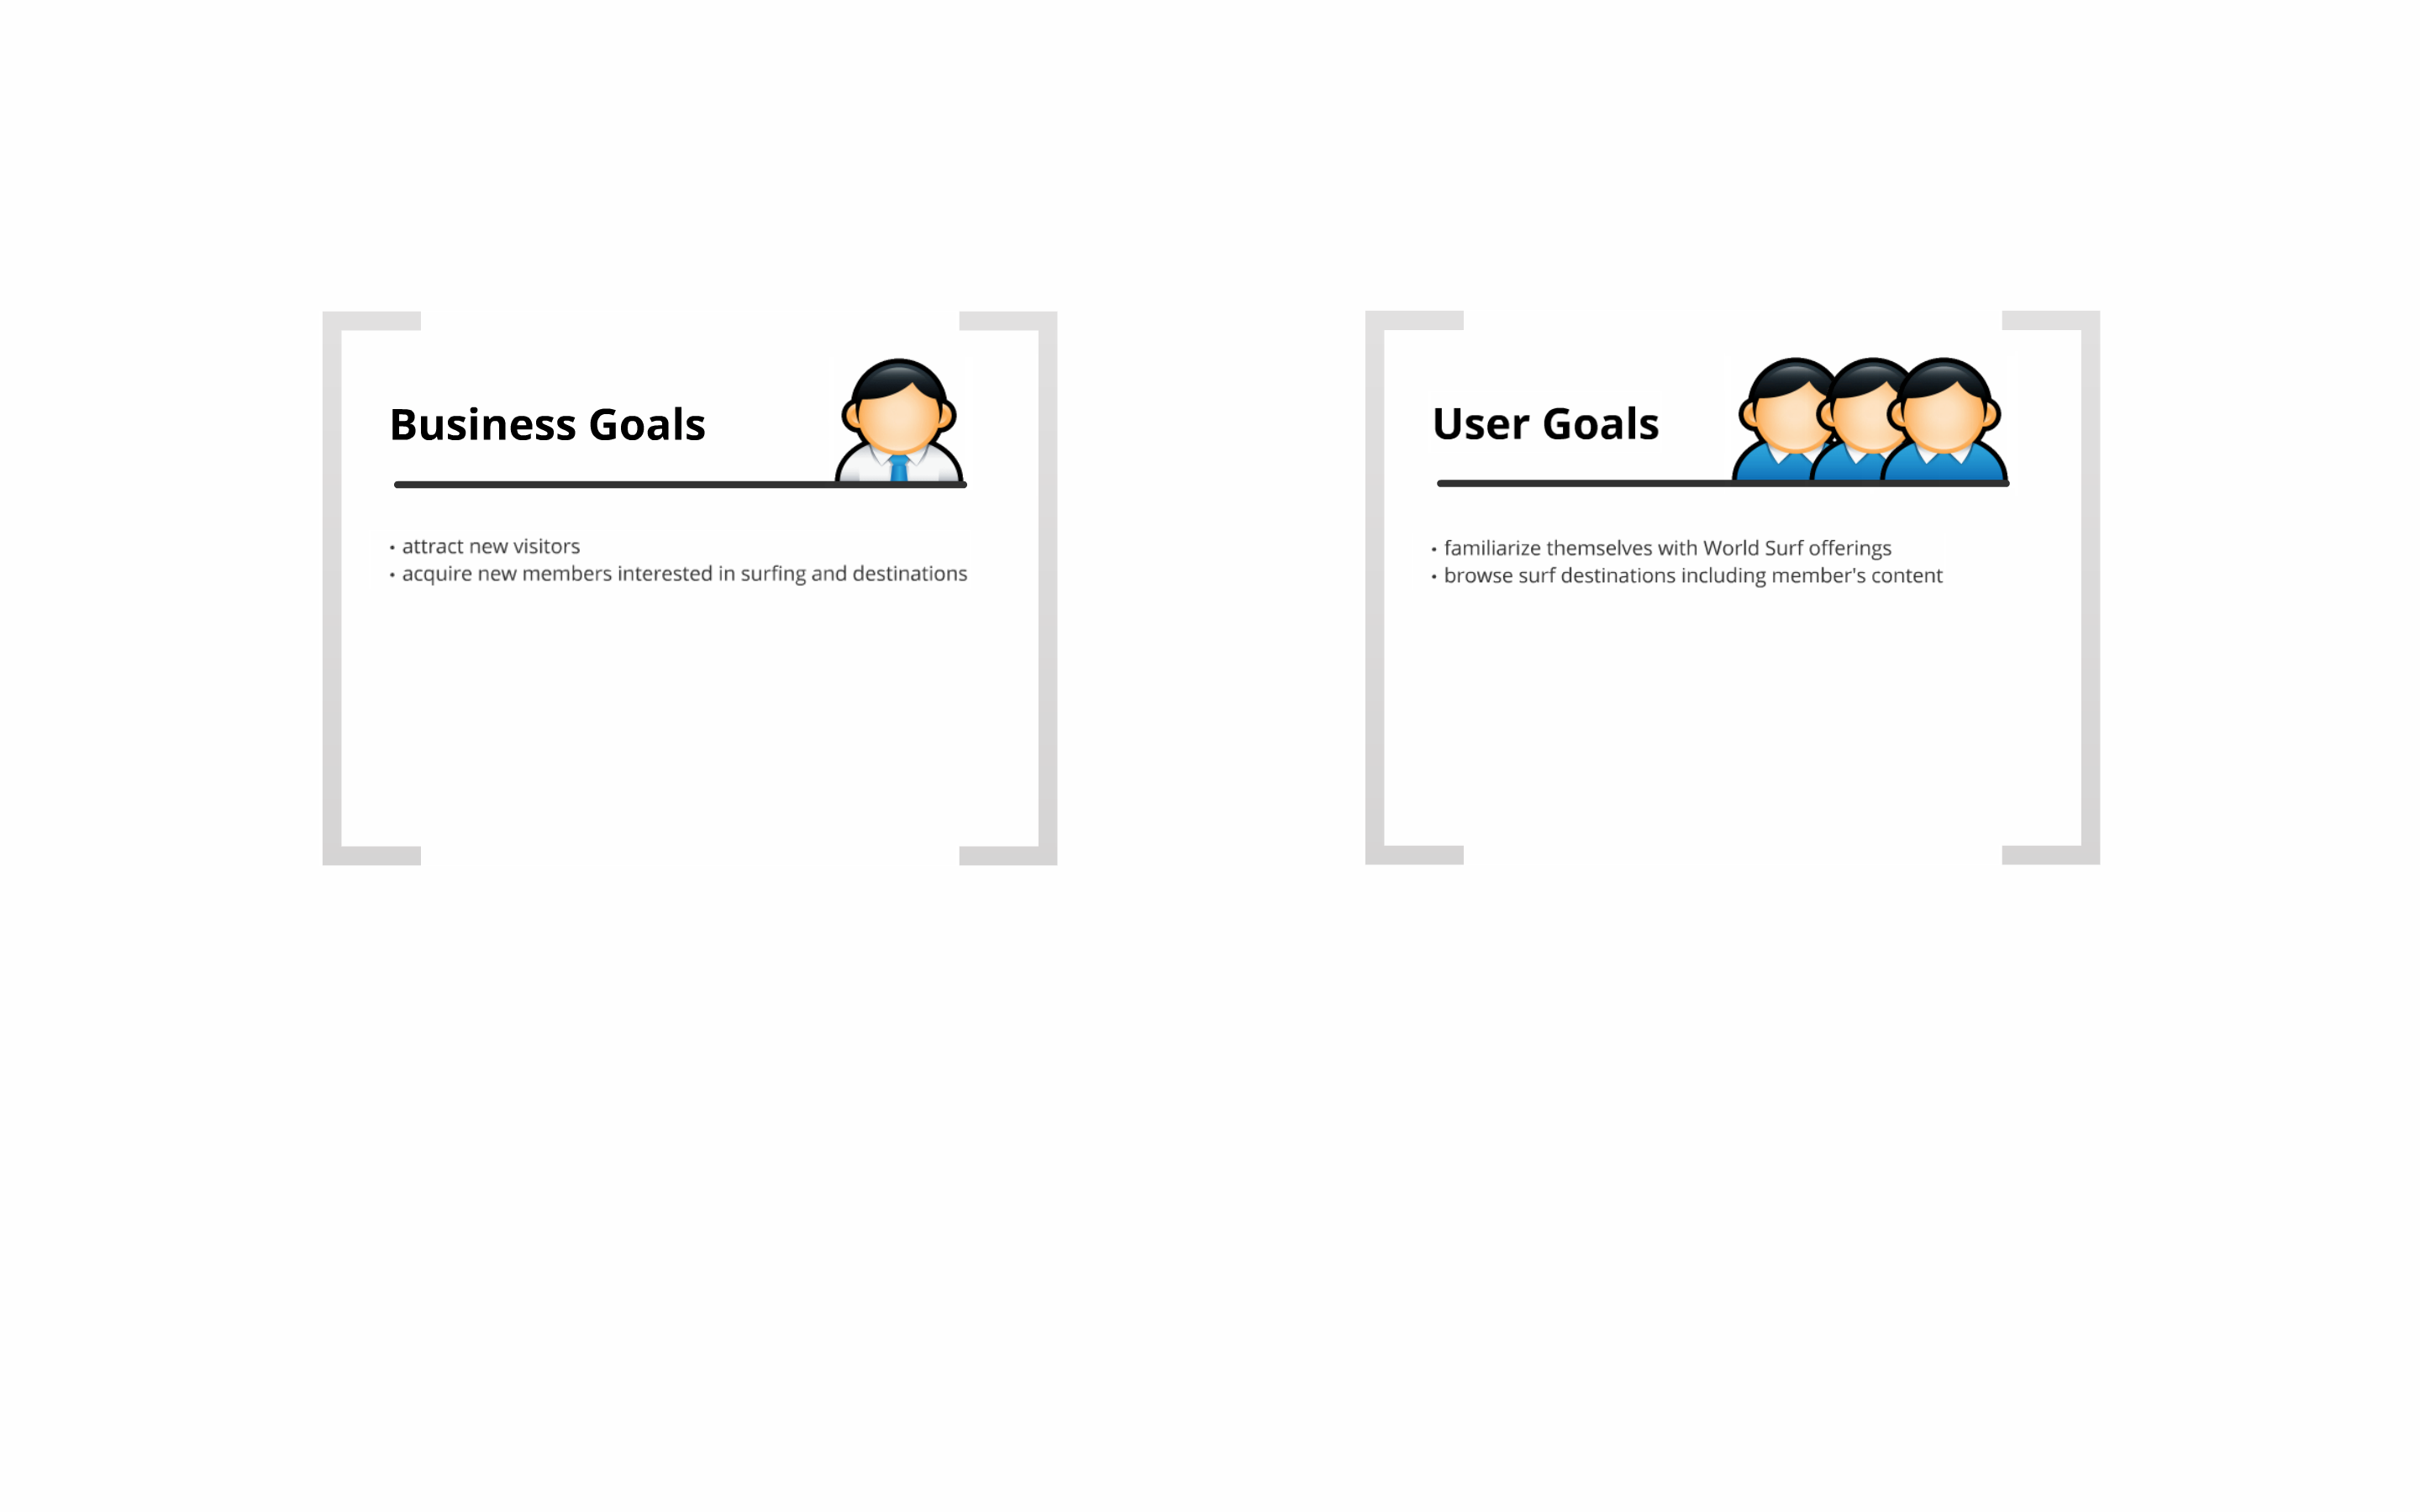 Business Goals
• attract new visitors
• acquire new members interested in surfing and destinations
User Goals
• familiarize themselves with World Surf offerings
• browse surf destinations including member's content